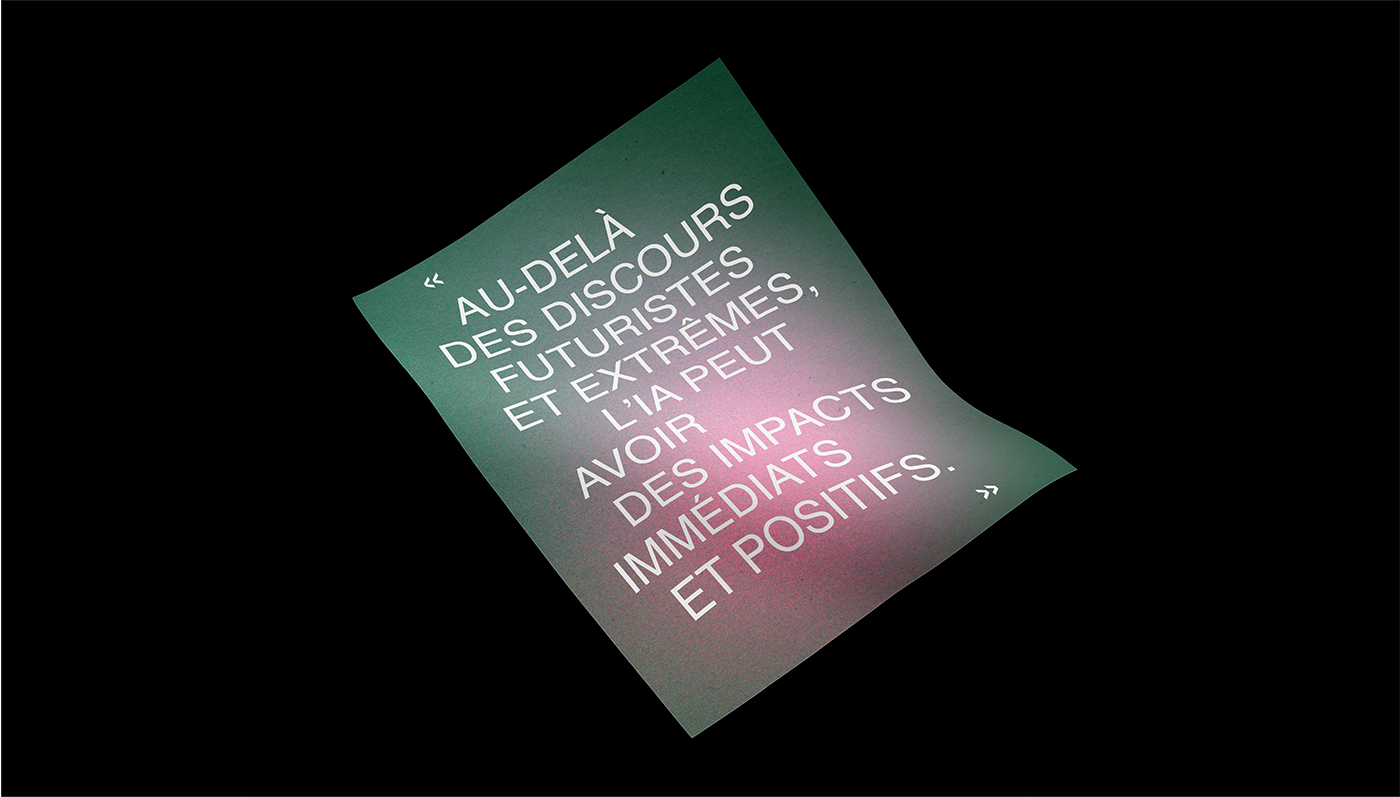 « AU-DELÀ
DES DISCOURS
FUTURISTES
ET EXTRÊMES,
L’IA PEUT
AVOIR
DES IMPACTS
IMMÉDIATS
ET POSITIFS. »